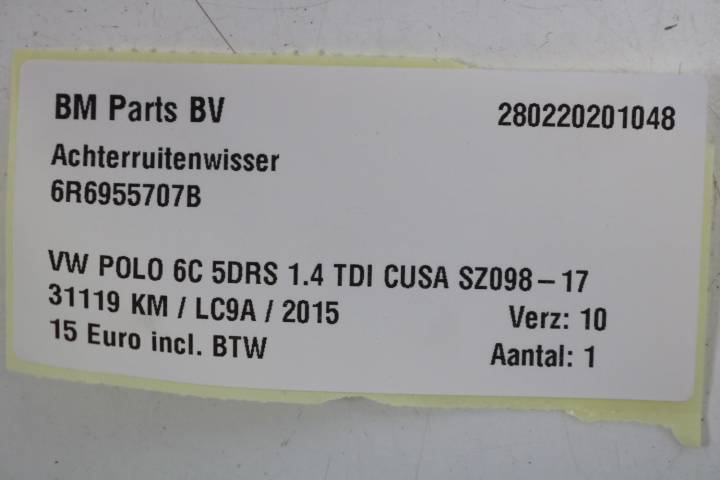 BM Parts BV 280220201048
Achterruitenwisser
6R6955707B
VW POLO 6C 5DRS 1.4 TDI CUSA SZ098-17
31119 KM / LC9A / 2015 Verz: 10
15 Euro incl. BTW Aantal: 1